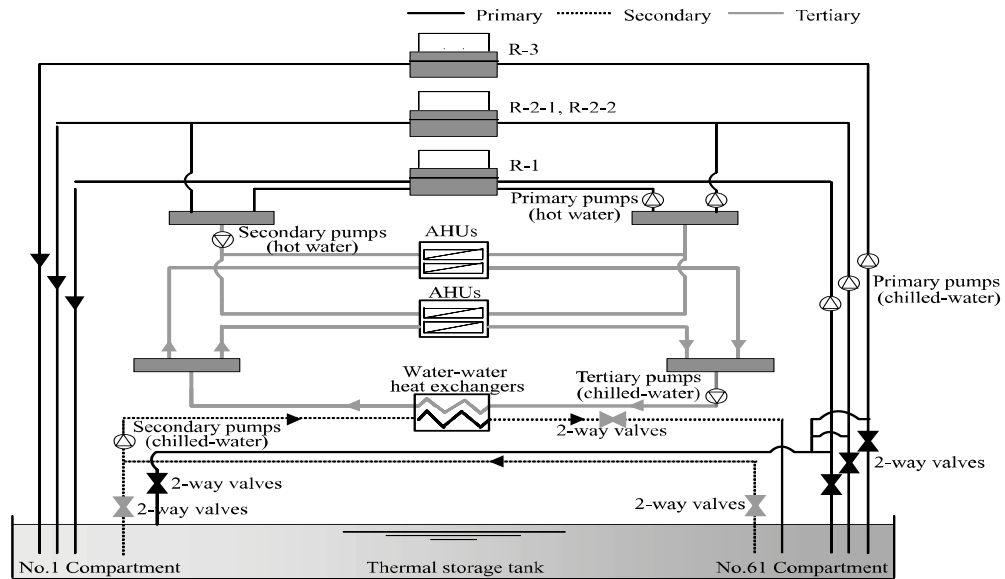 Primary
Secondary
Tertiary
R-3
R-2-1, R-2-2
R-1
Primary pumps
(hot water)
Secondary pumps
(hot water)
AHUs
AHUs
Primary pumps
(chilled-water)
Water-water
heat exchangers
Tertiary pumps
(chilled-water)
Secondary pumps
(chilled-water)
2-way valves
2-way valves
2-way valves
2-way valves
2-way valves
No.1 Compartment
Thermal storage tank
No.61 Compartment